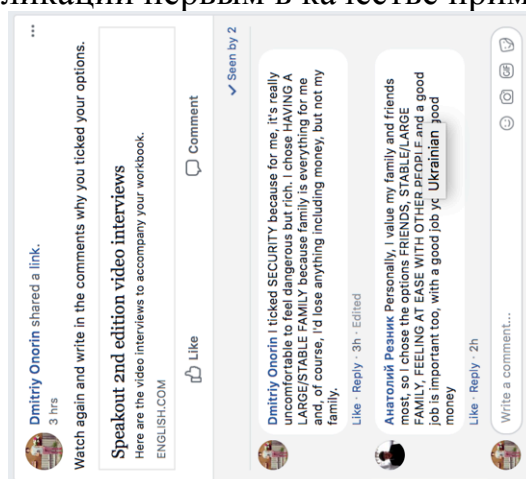 ликации первым в качестве прим
Dmitriy Onorin shared a link.
3 hrs
Watch again and write in the comments why you ticked your options.
Speakout 2nd edition video interviews
Here are the video interviews to accompany your workbook.
ENGLISH.COM
Like
Comment
Seen by 2
Dmitriy Onorin I ticked SECURITY because for me, it's really
uncomfortable to feel dangerous but rich. I chose HAVING A
LARGE/STABLE FAMILY because family is everything for me
and, of course, I'd lose anything including money, but not my
family.
Like · Reply · 3h · Edited
Анатолий Резник Personally, I value my family and friends
most, so I chose the options FRIENDS, STABLE/LARGE
FAMILY, FEELING AT EASE WITH OTHER PEOPLE and a good
job is important too, with a good job yo
Ukrainian
good
money
Like · Reply · 2h
Write a comment...
GIF